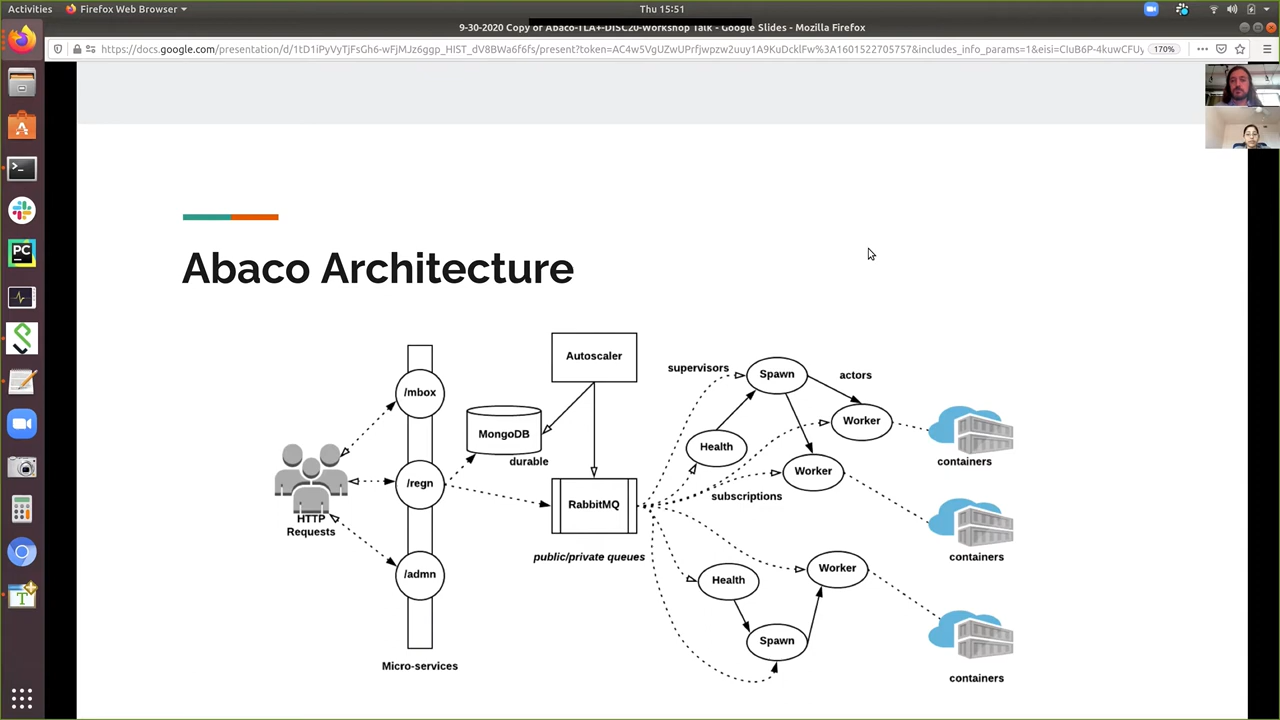 Activities
Firefox Web Browser
Thu 15:51
9-30-2020 Copy of Abaco-TLA+-DISC20-Workshop Talk - Google Slides - Mozilla Firefox
170%
Abaco Architecture
HTTP
Requests
/mbox
/regn
/admn
Micro-services
Autoscaler
MongoDB
durable
RabbitMQ
public/private queues
supervisors
Spawn
actors
Worker
Health
Worker
subscriptions
Health
Worker
Spawn
containers
containers
containers
PC